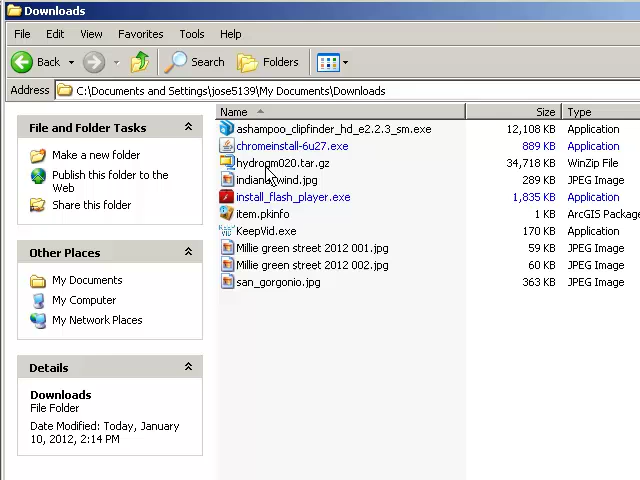 Downloads
File Edit View Favorites Tools Help
Back Search Folders
Address C:\Documents and Settings\jose5139\My Documents\Downloads
Name Size Type
File and Folder Tasks
Make a new folder
Publish this folder to the
Web
Share this folder
Other Places
My Documents
My Computer
My Network Places
Details
Downloads
File Folder
Date Modified: Today, January
10, 2012, 2:14 PM
ashampoo_clipfinder_hd_e2.2.3_sm.exe 12,108 KB Application
chromeinstall-6u27.exe 889 KB Application
34,718 KB WinZip File
289 KB JPEG Image
install_flash_player.exe 1,835 KB Application
item.pkinfo 1 KB ArcGIS Package
KeepVid.exe 170 KB Application
Millie green street 2012 001.jpg 59 KB JPEG Image
Millie green street 2012 002.jpg 60 KB JPEG Image
san_gorgonio.jpg 363 KB JPEG Image